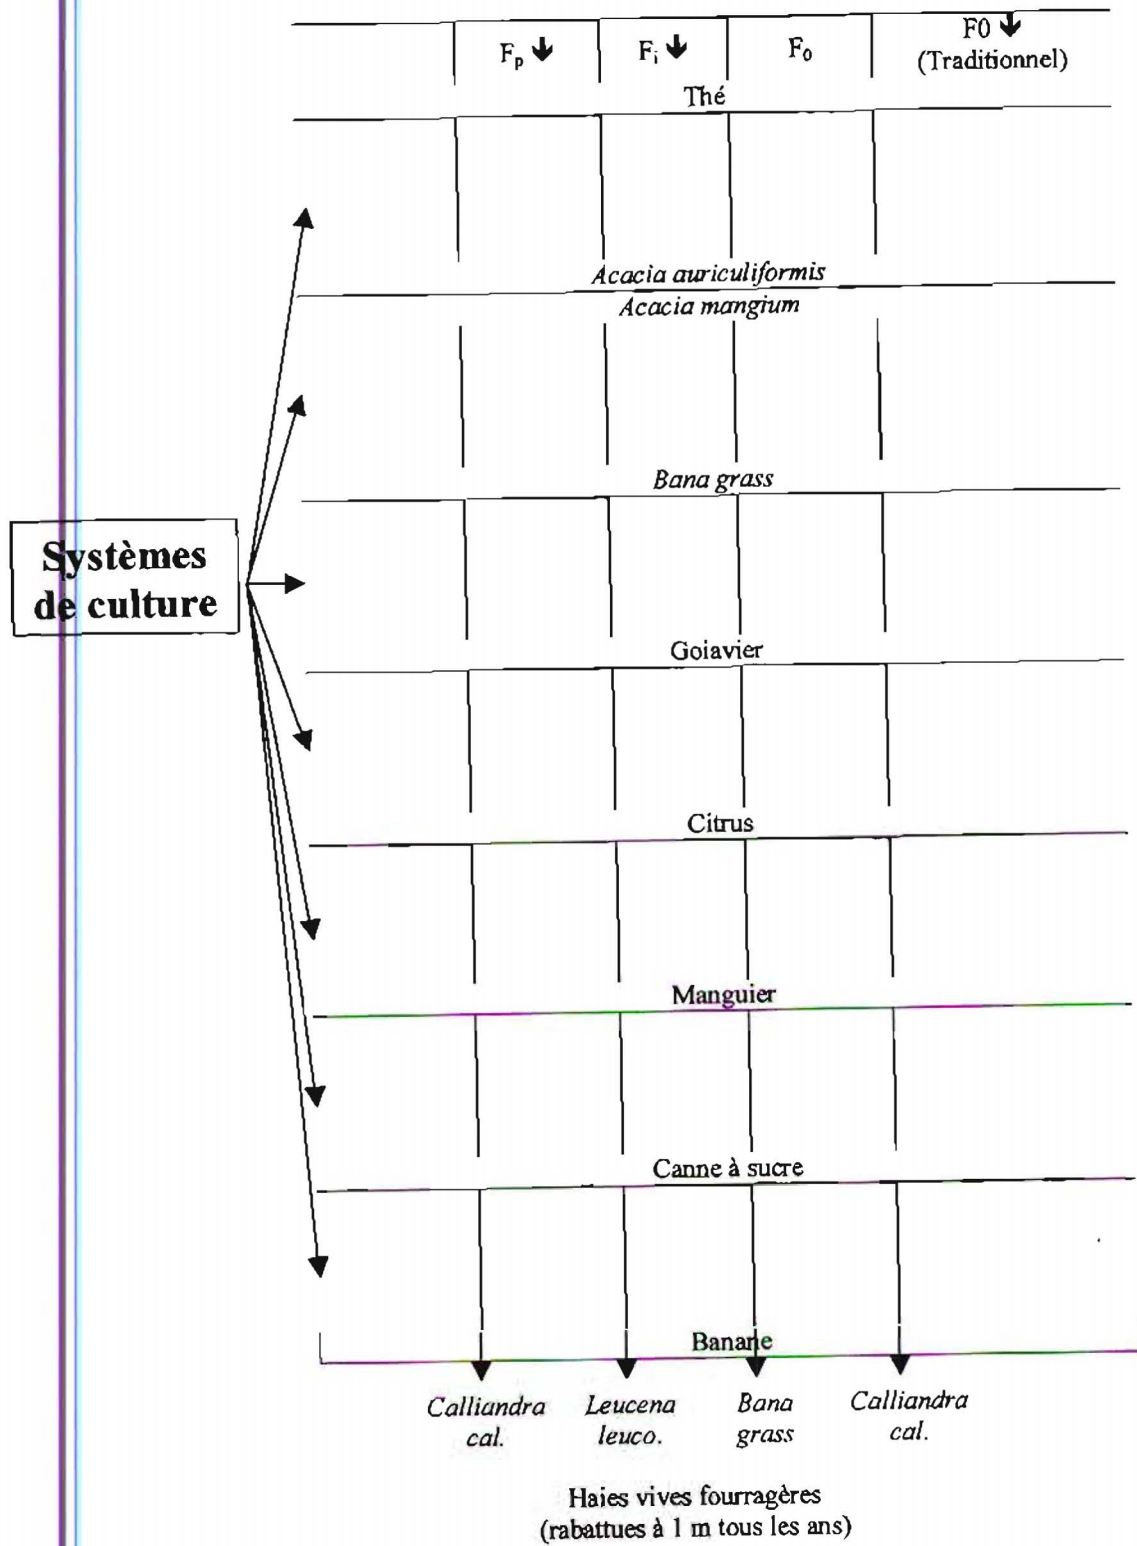 Fp ↓ Fi ↓ F0 F0 ↓
(Traditionnel)
Thé
Acacia auriculiformis
Acacia mangium
Bana grass
Systèmes
de culture
Goiavier
Citrus
Manguier
Canne à sucre
Banane
Calliandra cal.
Leucena leuco.
Bana grass
Calliandra cal.
Haies vives fourragères
(rabattues à 1 m tous les ans)